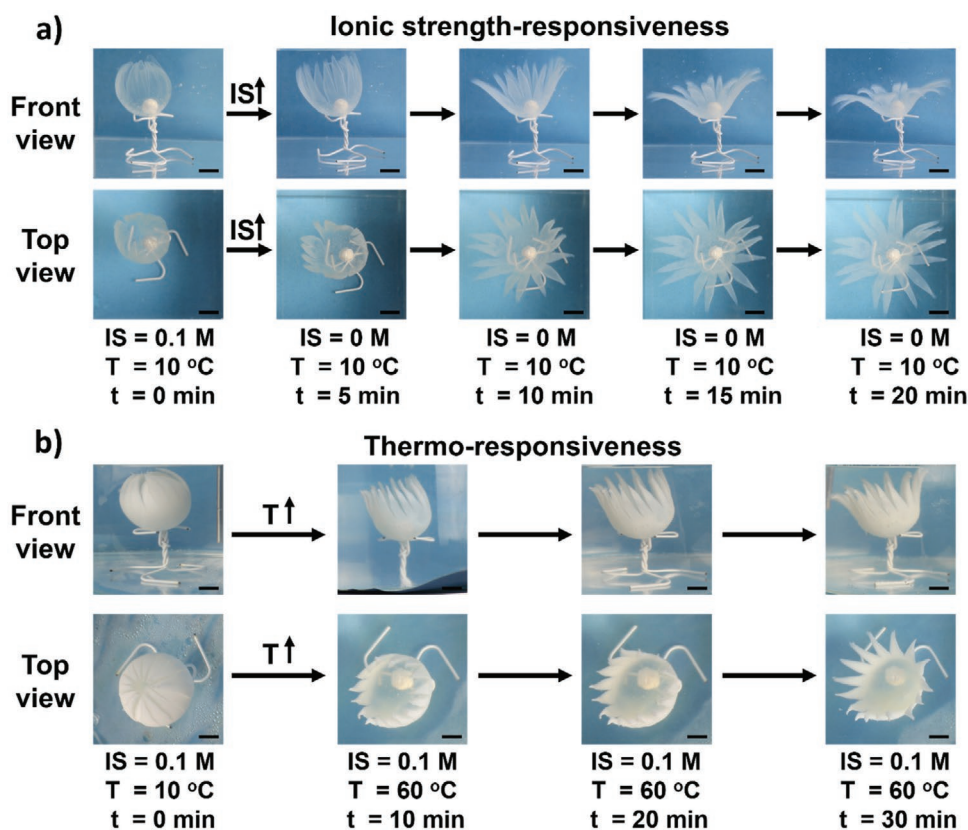 a)
Ionic strength-responsiveness
Front
view
IS↑
Top
view
IS↑
IS = 0.1 M
T = 10 °C
t = 0 min
IS = 0 M
T = 10 °C
t = 5 min
IS = 0 M
T = 10 °C
t = 10 min
IS = 0 M
T = 10 °C
t = 15 min
IS = 0 M
T = 10 °C
t = 20 min
b)
Thermo-responsiveness
Front
view
T↑
Top
view
T↑
IS = 0.1 M
T = 10 °C
t = 0 min
IS = 0.1 M
T = 60 °C
t = 10 min
IS = 0.1 M
T = 60 °C
t = 20 min
IS = 0.1 M
T = 60 °C
t = 30 min